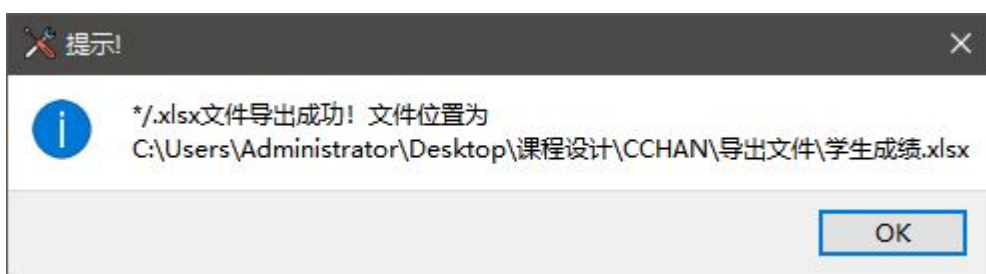 提示!
*/.xlsx文件导出成功！文件位置为
C:\Users\Administrator\Desktop\课程设计\CCHAN\导出文件\学生成绩.xlsx
OK